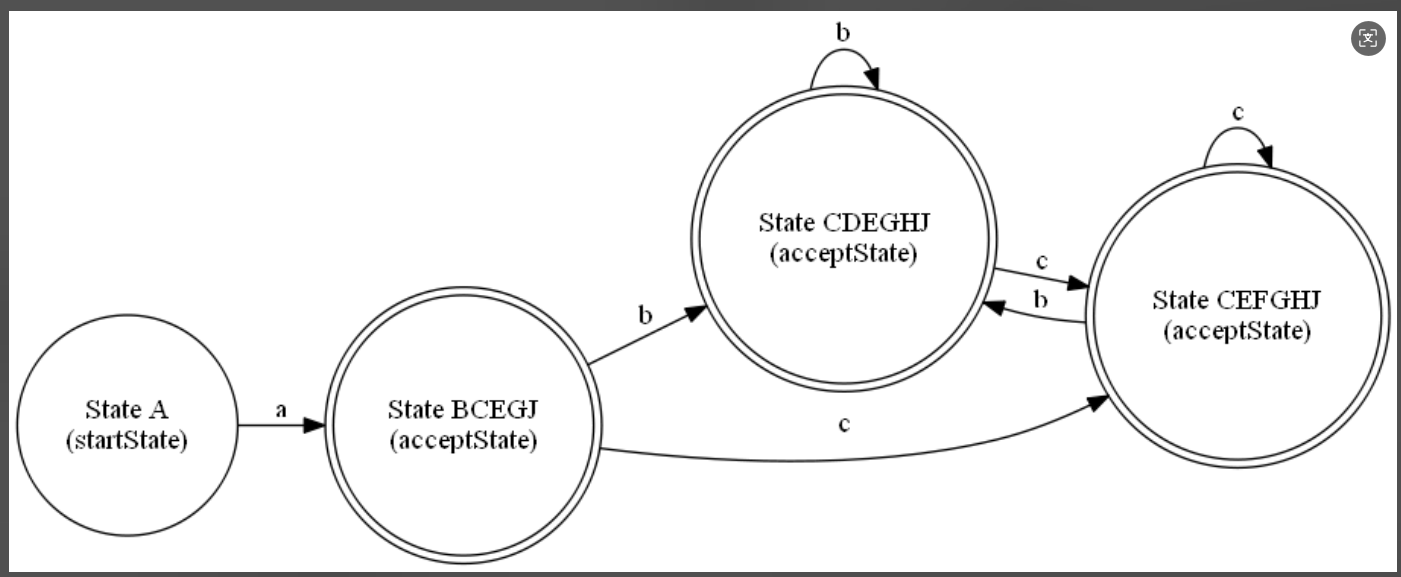 b
c
State CDEGHJ
(acceptState)
c
b
State CEFGHJ
(acceptState)
b
State A
(startState)
a
State BCEGJ
(acceptState)
c